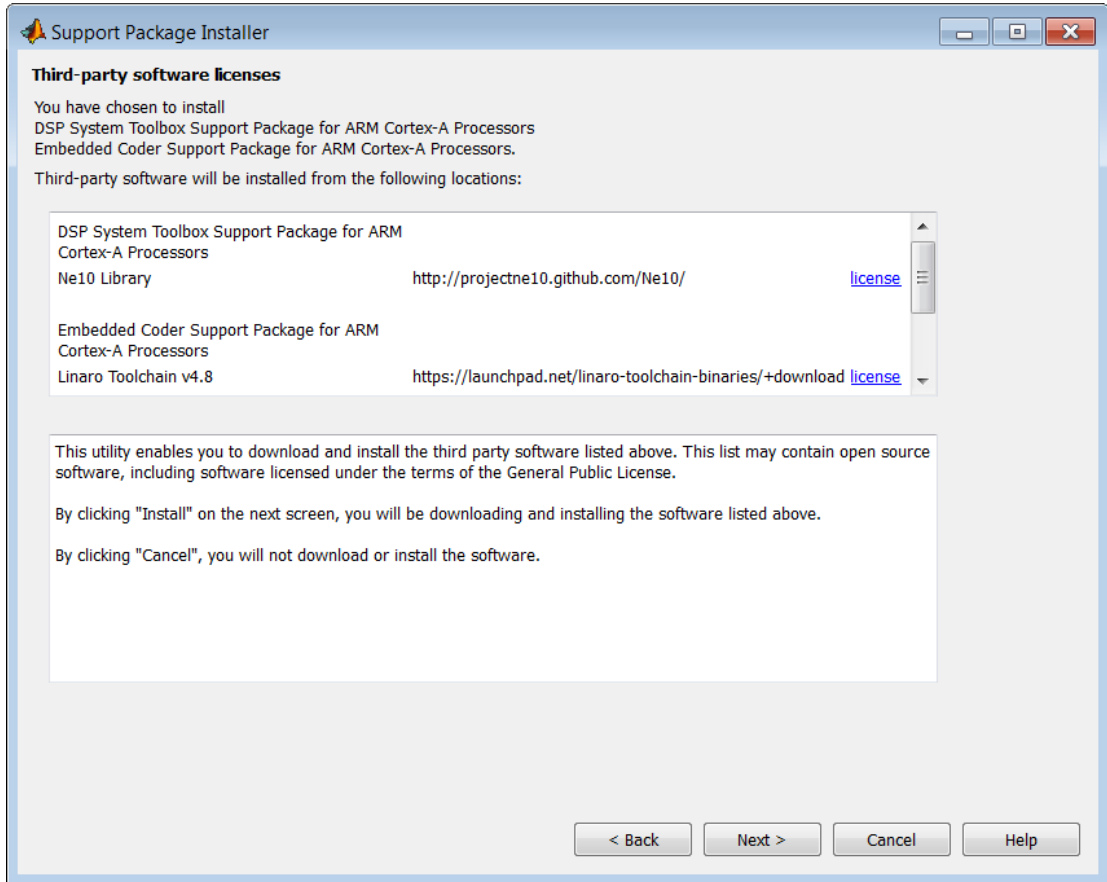 Support Package Installer
Third-party software licenses
You have chosen to install
DSP System Toolbox Support Package for ARM Cortex-A Processors
Embedded Coder Support Package for ARM Cortex-A Processors.
Third-party software will be installed from the following locations:
DSP System Toolbox Support Package for ARM
Cortex-A Processors
Ne10 Library http://projectne10.github.com/Ne10/ license
Embedded Coder Support Package for ARM
Cortex-A Processors
Linaro Toolchain v4.8 https://launchpad.net/linaro-toolchain-binaries/+download license
This utility enables you to download and install the third party software listed above. This list may contain open source
software, including software licensed under the terms of the General Public License.
By clicking "Install" on the next screen, you will be downloading and installing the software listed above.
By clicking "Cancel", you will not download or install the software.
< Back Next > Cancel Help